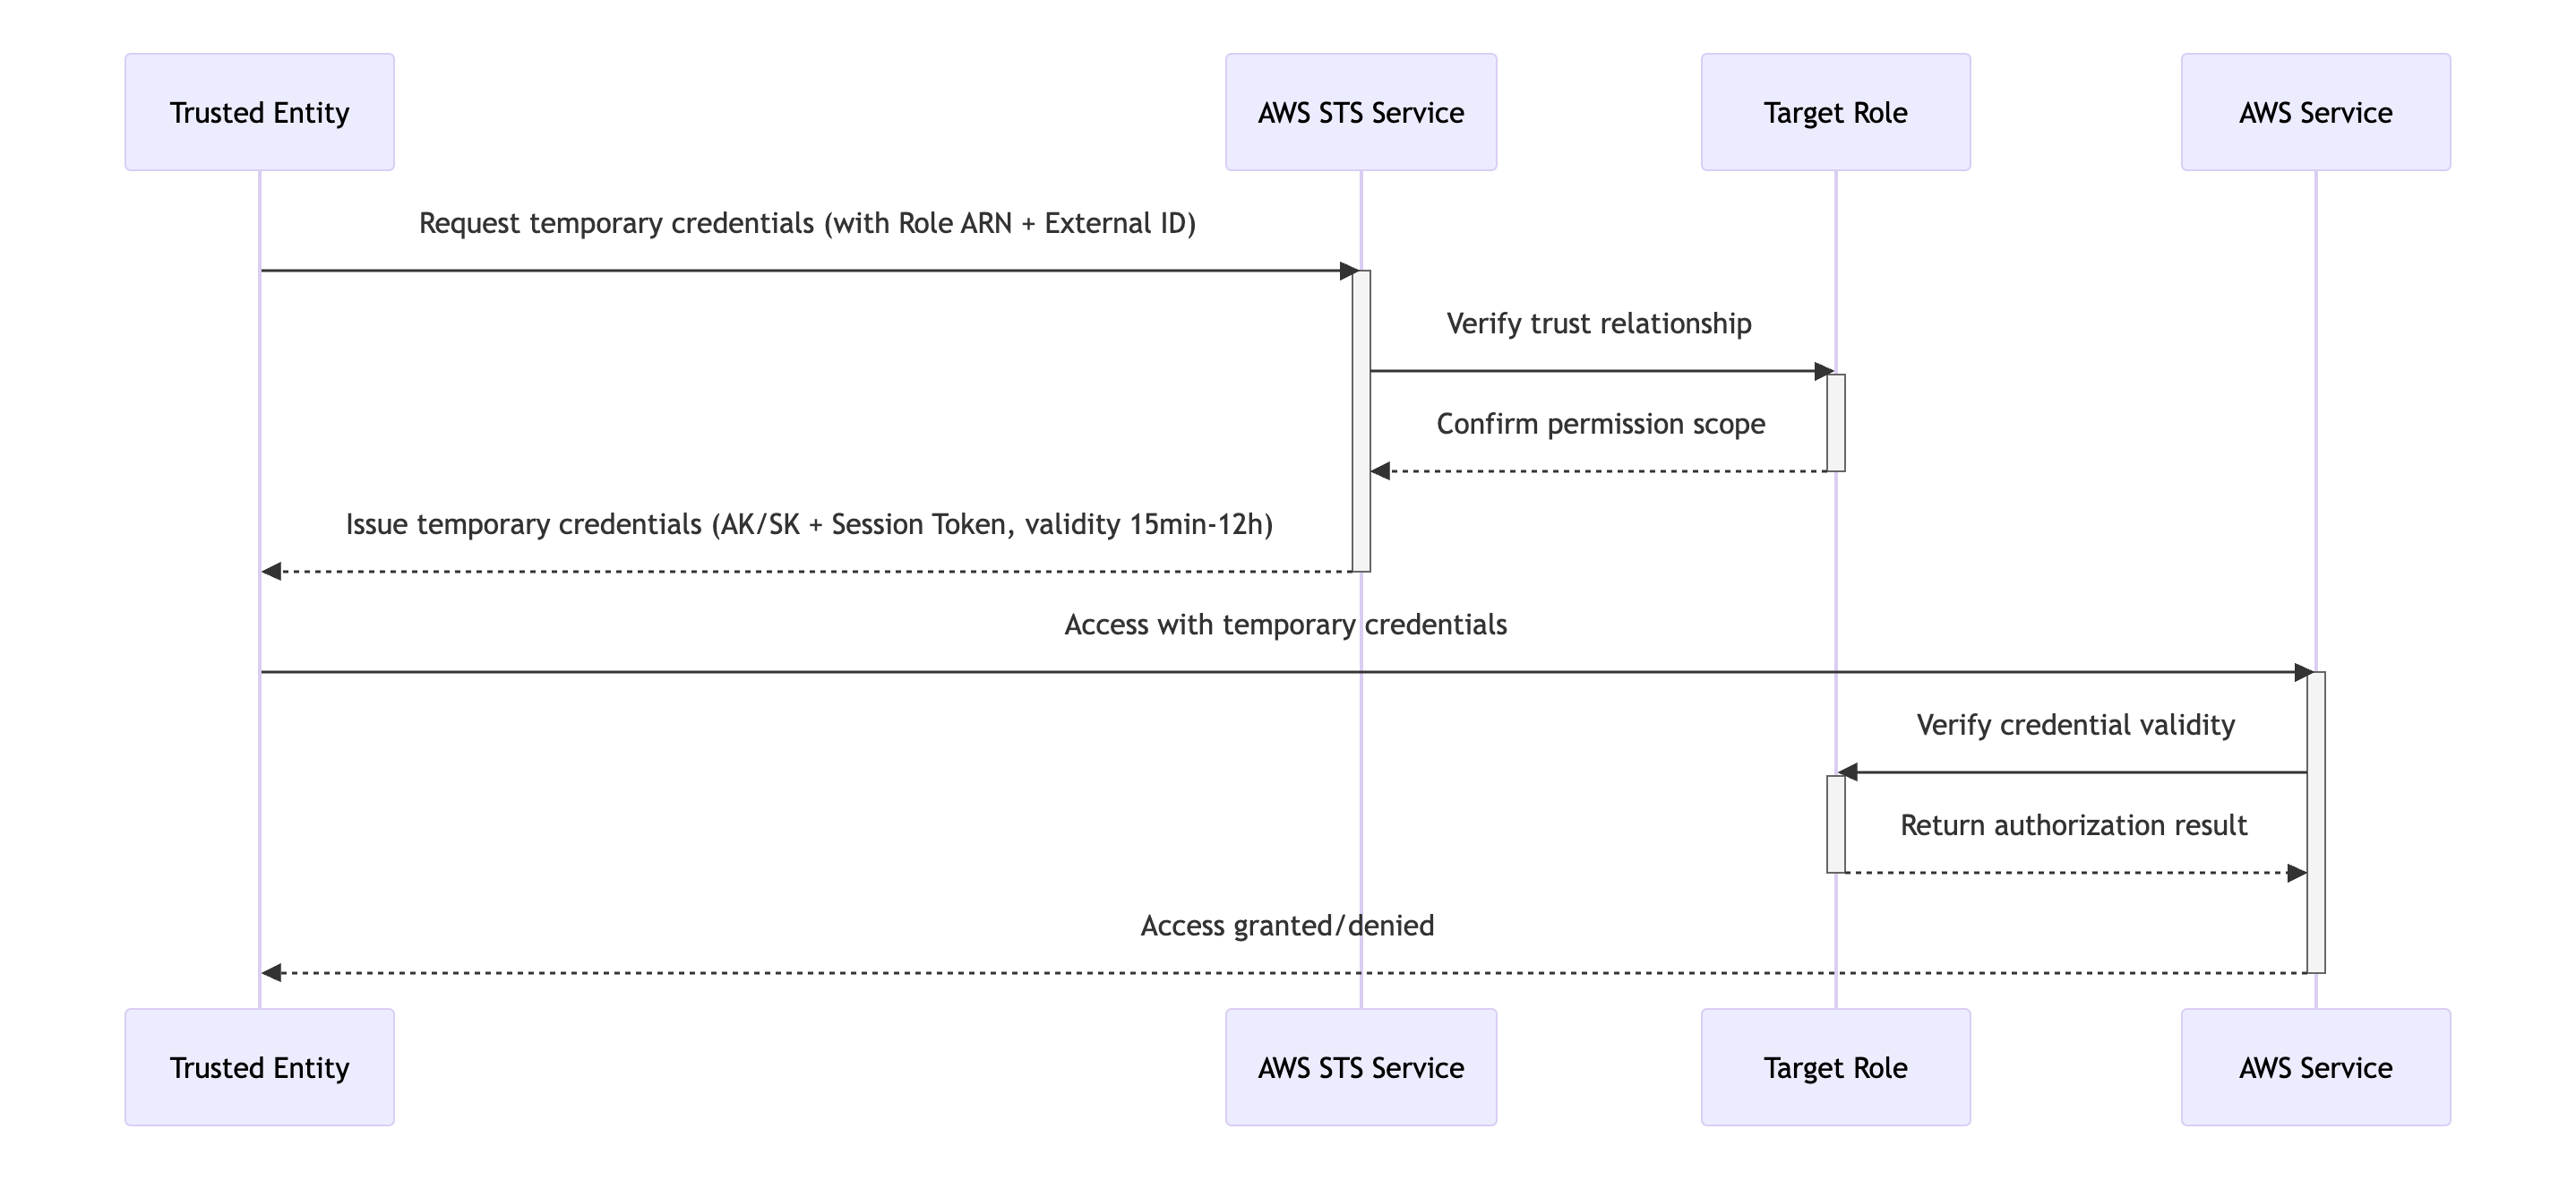 Trusted Entity
AWS STS Service
Target Role
AWS Service
Request temporary credentials (with Role ARN + External ID)
Verify trust relationship
Confirm permission scope
Issue temporary credentials (AK/SK + Session Token, validity 15min-12h)
Access with temporary credentials
Verify credential validity
Return authorization result
Access granted/denied
Trusted Entity
AWS STS Service
Target Role
AWS Service